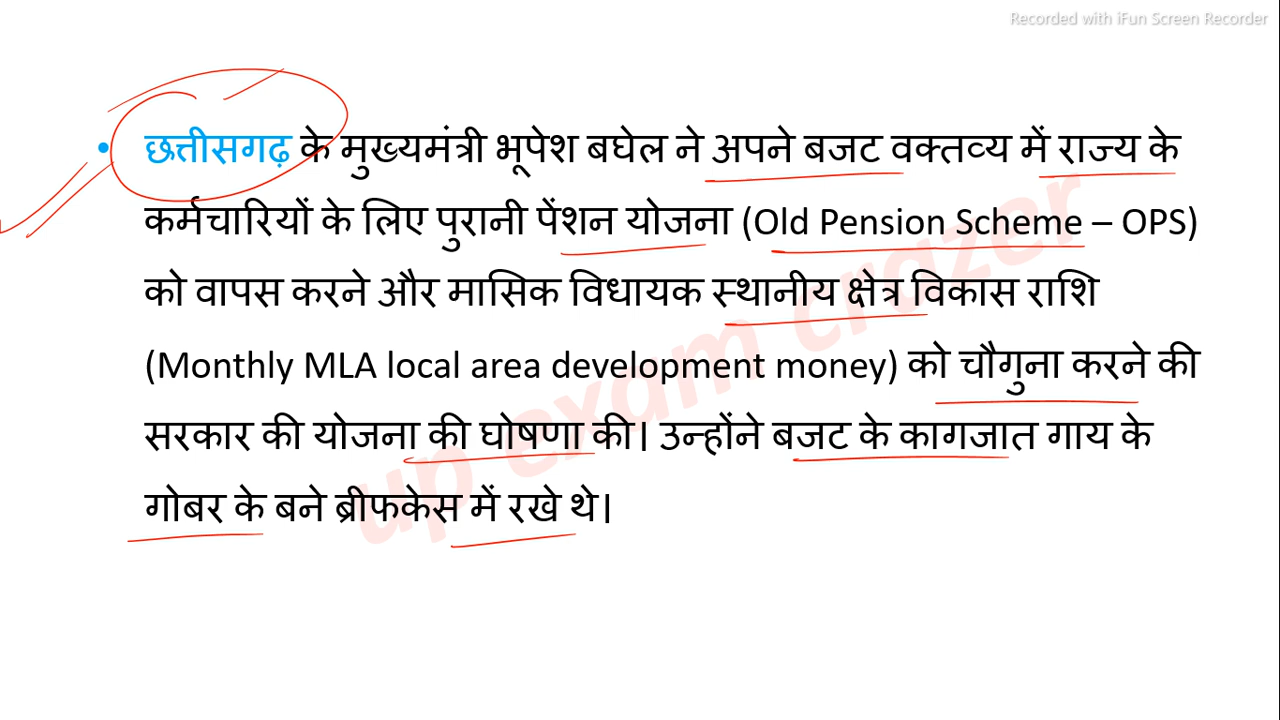 Recorded with iFun Screen Recorder
• छत्तीसगढ़ के मुख्यमंत्री भूपेश बघेल ने अपने बजट वक्तव्य में राज्य के
कर्मचारियों के लिए पुरानी पेंशन योजना (Old Pension Scheme – OPS)
को वापस करने और मासिक विधायक स्थानीय क्षेत्र विकास राशि
(Monthly MLA local area development money) को चौगुना करने की
सरकार की योजना की घोषणा की। उन्होंने बजट के कागजात गाय के
गोबर के बने ब्रीफकेस में रखे थे।
up exam crazer